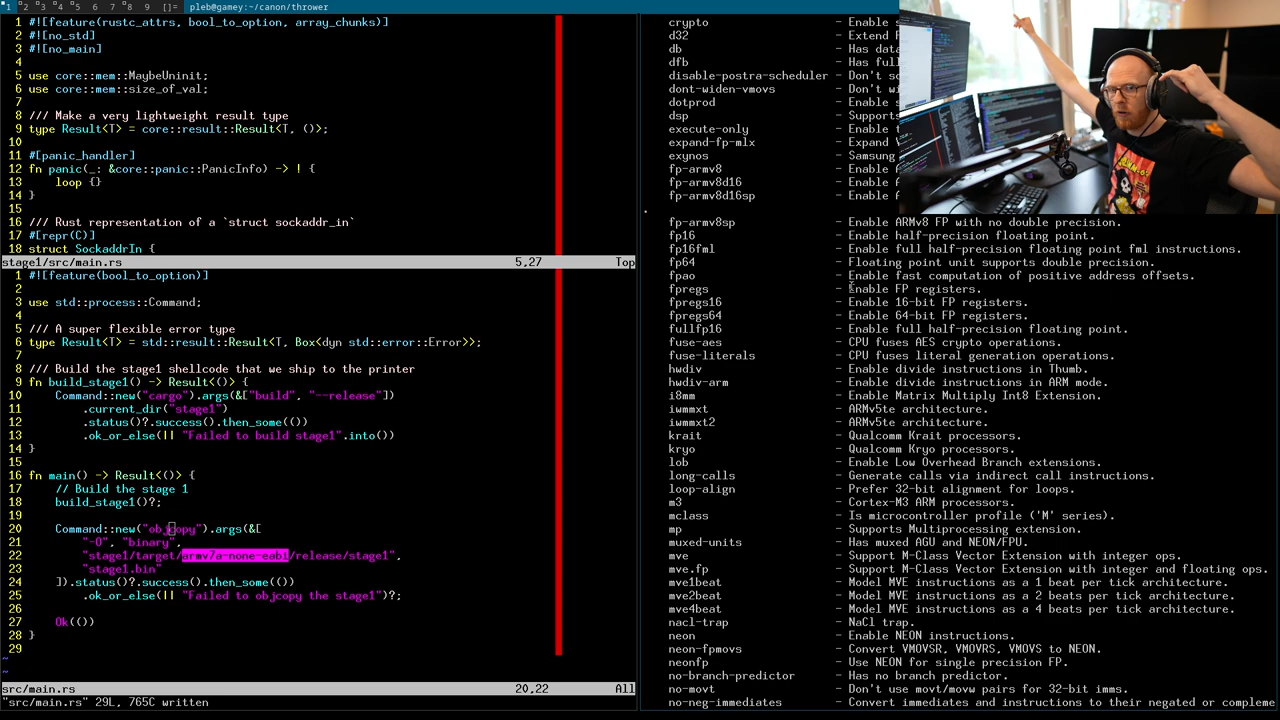 1 2 3 4 5 6 7 8 9 []= pleb@gamey:~/canon/thrower
1 #![feature(rustc_attrs, bool_to_option, array_chunks)]
2 #![no_std]
3 #![no_main]
4
5 use core::mem::MaybeUninit;
6 use core::mem::size_of_val;
7
8 /// Make a very lightweight result type
9 type Result<T> = core::result::Result<T, ()>;
10
11 #[panic_handler]
12 fn panic(_: &core::panic::PanicInfo) -> ! {
13     loop {}
14 }
15
16 /// Rust representation of a `struct sockaddr_in`
17 #[repr(C)]
18 struct SockaddrIn {
stage1/src/main.rs 5,27 Top
1 #![feature(bool_to_option)]
2
3 use std::process::Command;
4
5 /// A super flexible error type
6 type Result<T> = std::result::Result<T, Box<dyn std::error::Error>>;
7
8 /// Build the stage1 shellcode that we ship to the printer
9 fn build_stage1() -> Result<()> {
10     Command::new("cargo").args(&["build", "--release"])
11         .current_dir("stage1")
12         .status()?.success().then_some(())
13         .ok_or_else(|| "Failed to build stage1".into())
14 }
15
16 fn main() -> Result<()> {
17     // Build the stage 1
18     build_stage1()?;
19
20     Command::new("objcopy").args(&[
21         "-O", "binary",
22         "stage1/target/armv7a-none-eabi/release/stage1",
23         "stage1.bin"
24     ]).status()?.success().then_some(())
25         .ok_or_else(|| "Failed to objcopy the stage1")?;
26
27     Ok(())
28 }
29
~
~
src/main.rs 20,22 All
"src/main.rs" 29L, 765C written
crypto - Enable
d32 - Extend F
db - Has dat
dfb - Has ful
disable-postra-scheduler - Don't s
dont-widen-vmovs - Don't w
dotprod - Enable s
dsp - Supports
execute-only - Enable
expand-fp-mlx - Expand
exynos - Samsung
fp-armv8 - Enable A
fp-armv8d16 - Enable A
fp-armv8d16sp - Enable A
fp-armv8sp - Enable ARMv8 FP with no double precision.
fp16 - Enable half-precision floating point.
fp16fml - Enable full half-precision floating point fml instructions.
fp64 - Floating point unit supports double precision.
fpao - Enable fast computation of positive address offsets.
fpregs - Enable FP registers.
fpregs16 - Enable 16-bit FP registers.
fpregs64 - Enable 64-bit FP registers.
fullfp16 - Enable full half-precision floating point.
fuse-aes - CPU fuses AES crypto operations.
fuse-literals - CPU fuses literal generation operations.
hwdiv - Enable divide instructions in Thumb.
hwdiv-arm - Enable divide instructions in ARM mode.
i8mm - Enable Matrix Multiply Int8 Extension.
iwmmxt - ARMv5te architecture.
iwmmxt2 - ARMv5te architecture.
krait - Qualcomm Krait processors.
kryo - Qualcomm Kryo processors.
lob - Enable Low Overhead Branch extensions.
long-calls - Generate calls via indirect call instructions.
loop-align - Prefer 32-bit alignment for loops.
m3 - Cortex-M3 ARM processors.
mclass - Is microcontroller profile ('M' series).
mp - Supports Multiprocessing extension.
muxed-units - Has muxed AGU and NEON/FPU.
mve - Support M-Class Vector Extension with integer ops.
mve.fp - Support M-Class Vector Extension with integer and floating ops.
mve1beat - Model MVE instructions as a 1 beat per tick architecture.
mve2beat - Model MVE instructions as a 2 beats per tick architecture.
mve4beat - Model MVE instructions as a 4 beats per tick architecture.
nacl-trap - NaCl trap.
neon - Enable NEON instructions.
neon-fpmovs - Convert VMOVSR, VMOVRS, VMOVS to NEON.
neonfp - Use NEON for single precision FP.
no-branch-predictor - Has no branch predictor.
no-movt - Don't use movt/movw pairs for 32-bit imms.
no-neg-immediates - Convert immediates and instructions to their negated or compleme